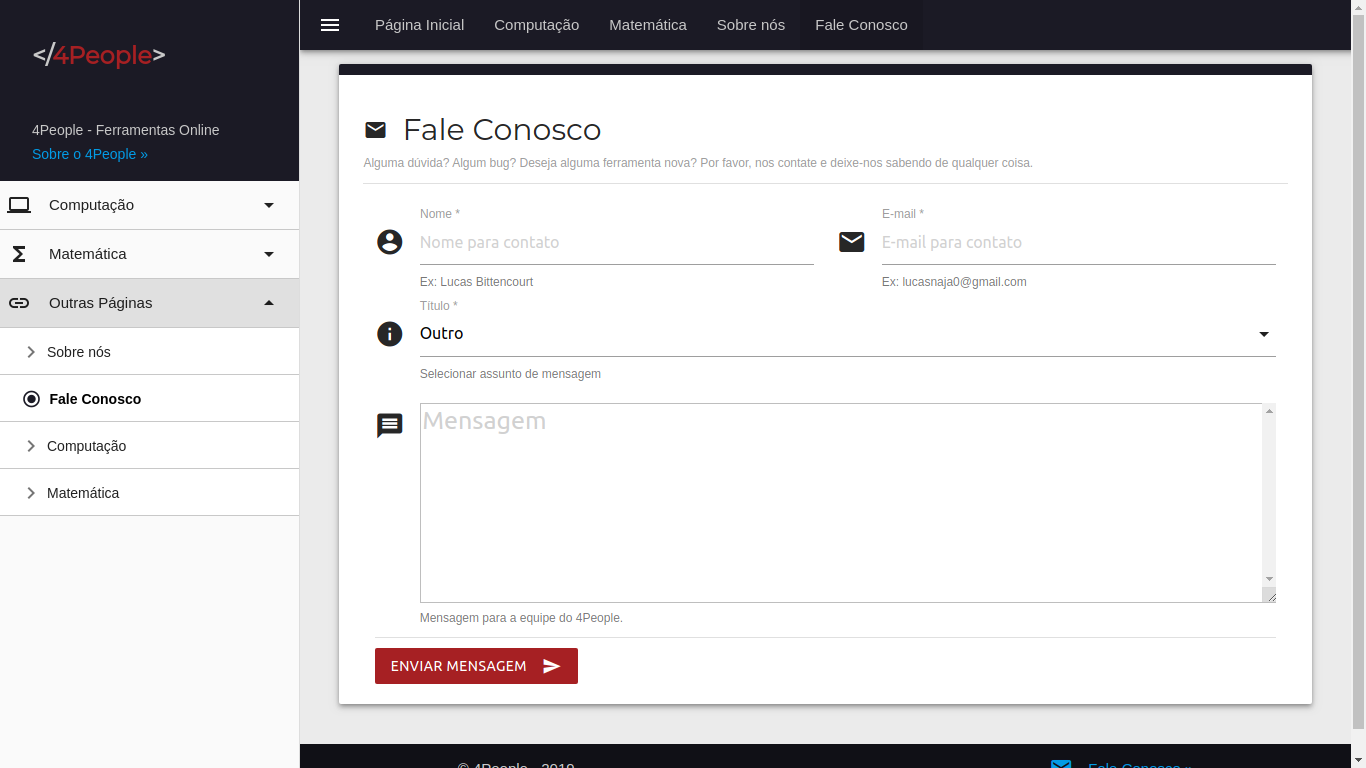 </4People>
4People - Ferramentas Online
Sobre o 4People »
Computação
Matemática
Outras Páginas
Sobre nós
Fale Conosco
Computação
Matemática
Página Inicial Computação Matemática Sobre nós Fale Conosco
Fale Conosco
Alguma dúvida? Algum bug? Deseja alguma ferramenta nova? Por favor, nos contate e deixe-nos sabendo de qualquer coisa.
Nome * E-mail *
Nome para contato E-mail para contato
Ex: Lucas Bittencourt Ex: lucasnaja0@gmail.com
Título *
Outro
Selecionar assunto de mensagem
Mensagem
Mensagem para a equipe do 4People.
ENVIAR MENSAGEM
© 4People - 2019 Fale Conosco »